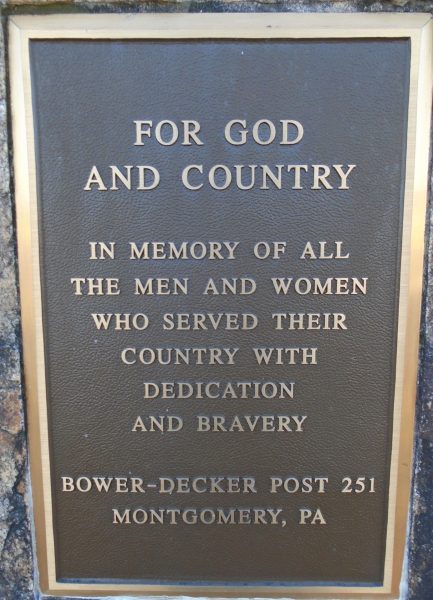 FOR GOD
AND COUNTRY
IN MEMORY OF ALL
THE MEN AND WOMEN
WHO SERVED THEIR
COUNTRY WITH
DEDICATION
AND BRAVERY
BOWER-DECKER POST 251
MONTGOMERY, PA